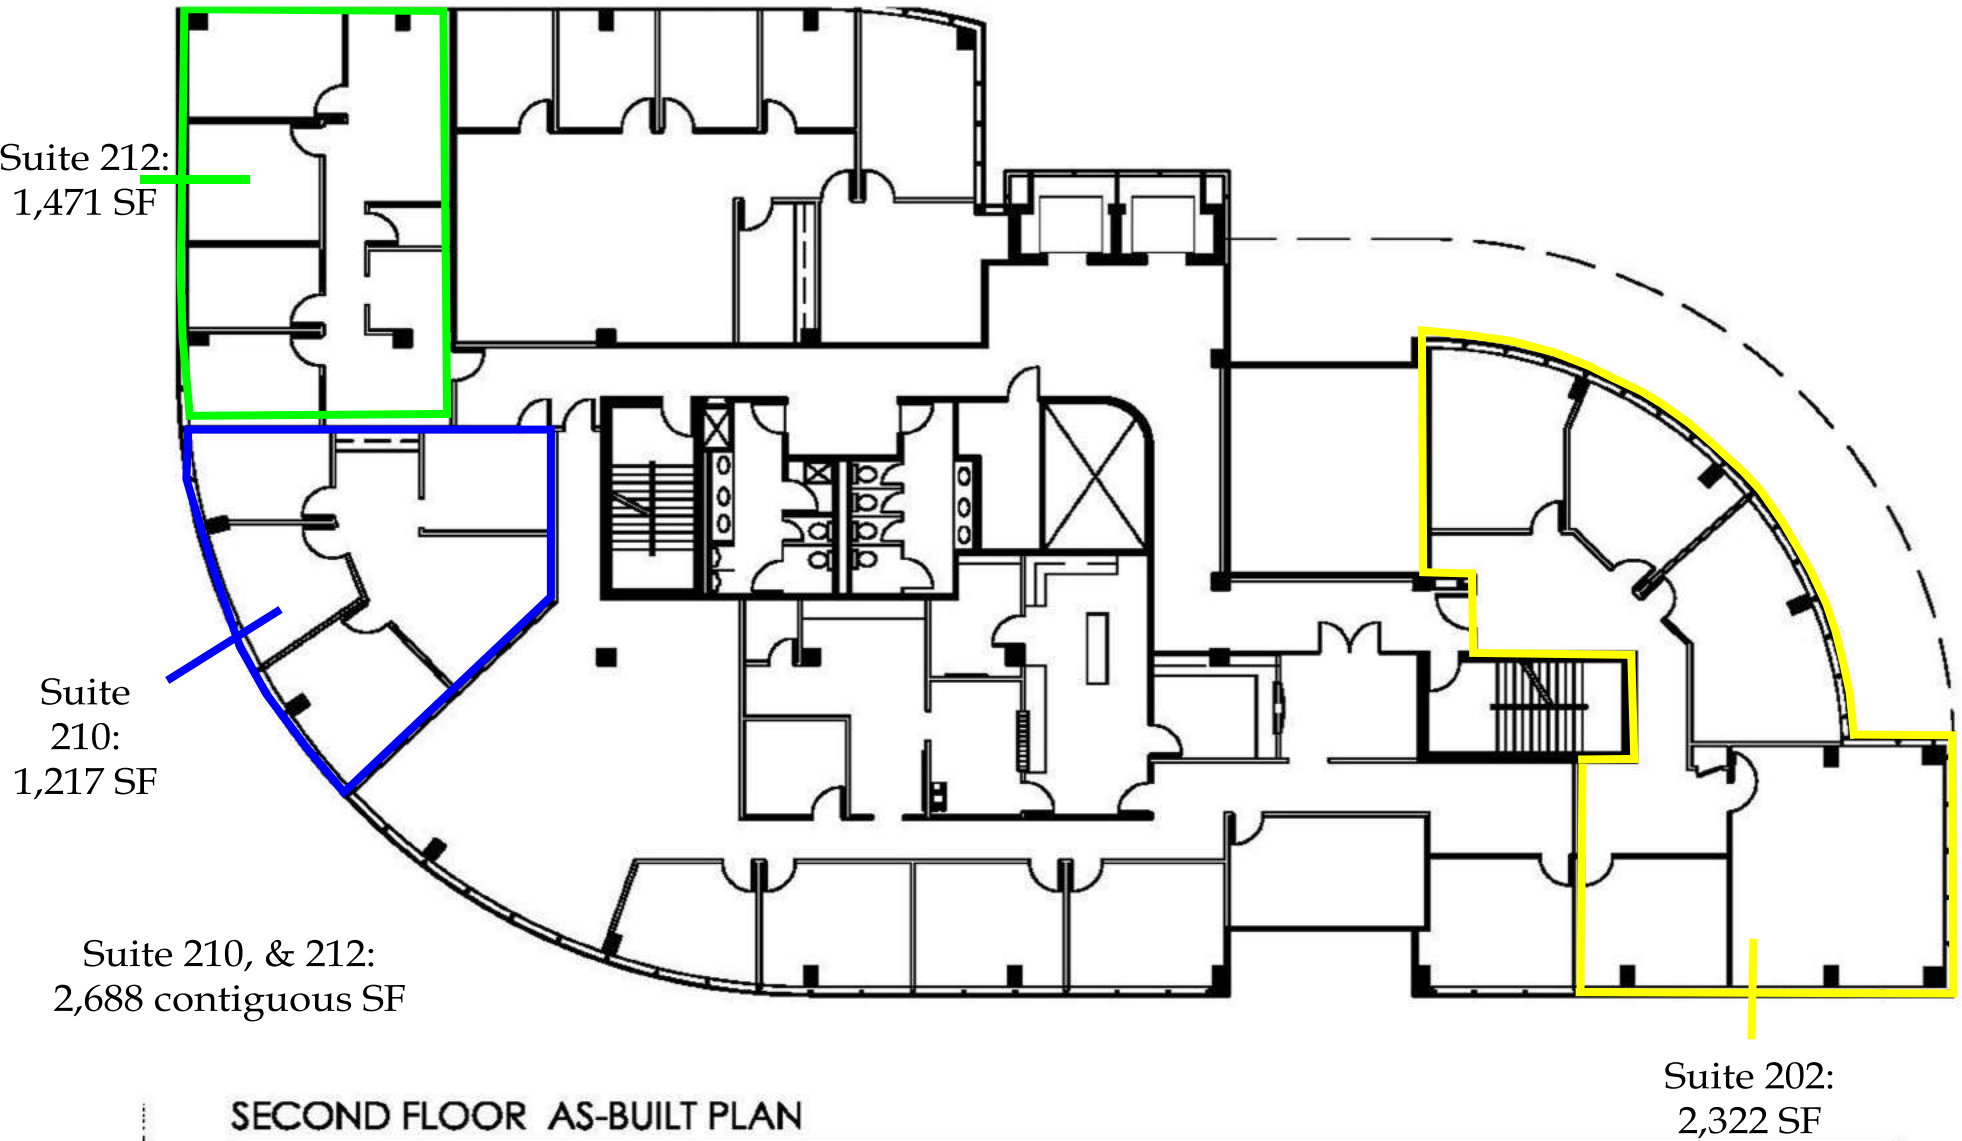 Suite 212:
1,471 SF
Suite
210:
1,217 SF
Suite 210, & 212:
2,688 contiguous SF
Suite 202:
2,322 SF
SECOND FLOOR AS-BUILT PLAN